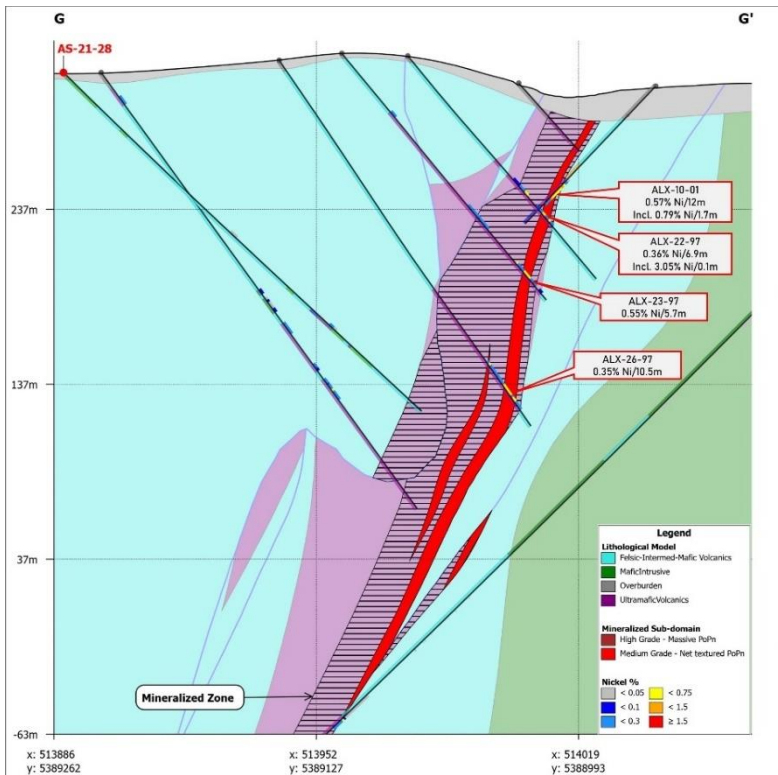 G
G'
AS-21-28
ALX-10-01
0.57% Ni/12m
Incl. 0.79% Ni/1.7m
237m
ALX-22-97
0.36% Ni/6.9m
Incl. 3.05% Ni/0.1m
ALX-23-97
0.55% Ni/5.7m
ALX-26-97
0.35% Ni/10.5m
137m
37m
Legend
Lithological Model
Felsic-Intermed-Mafic Volcanics
MaficIntrusive
Overburden
UltramaficVolcanics
Mineralized Sub-domain
High Grade - Massive PoPn
Medium Grade - Net textured PoPn
Nickel %
< 0.05 < 0.75
< 0.1 < 1.5
< 0.3 ≥ 1.5
Mineralized Zone
-63m
x: 513886 x: 513952 x: 514019
y: 5389262 y: 5389127 y: 5388993